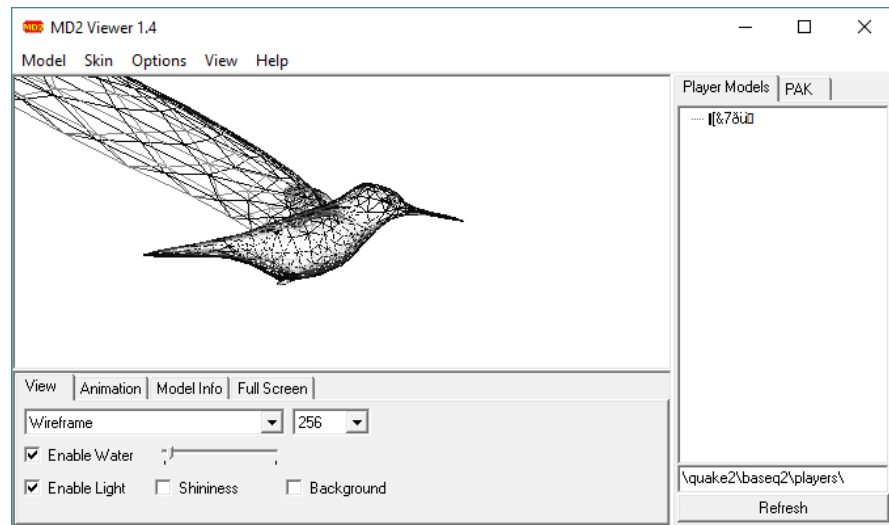 MD2 MD2 Viewer 1.4
Model Skin Options View Help
Player Models PAK
View Animation Model Info Full Screen
Wireframe 256
Enable Water
Enable Light Shininess Background
\quake2\baseq2\players\
Refresh